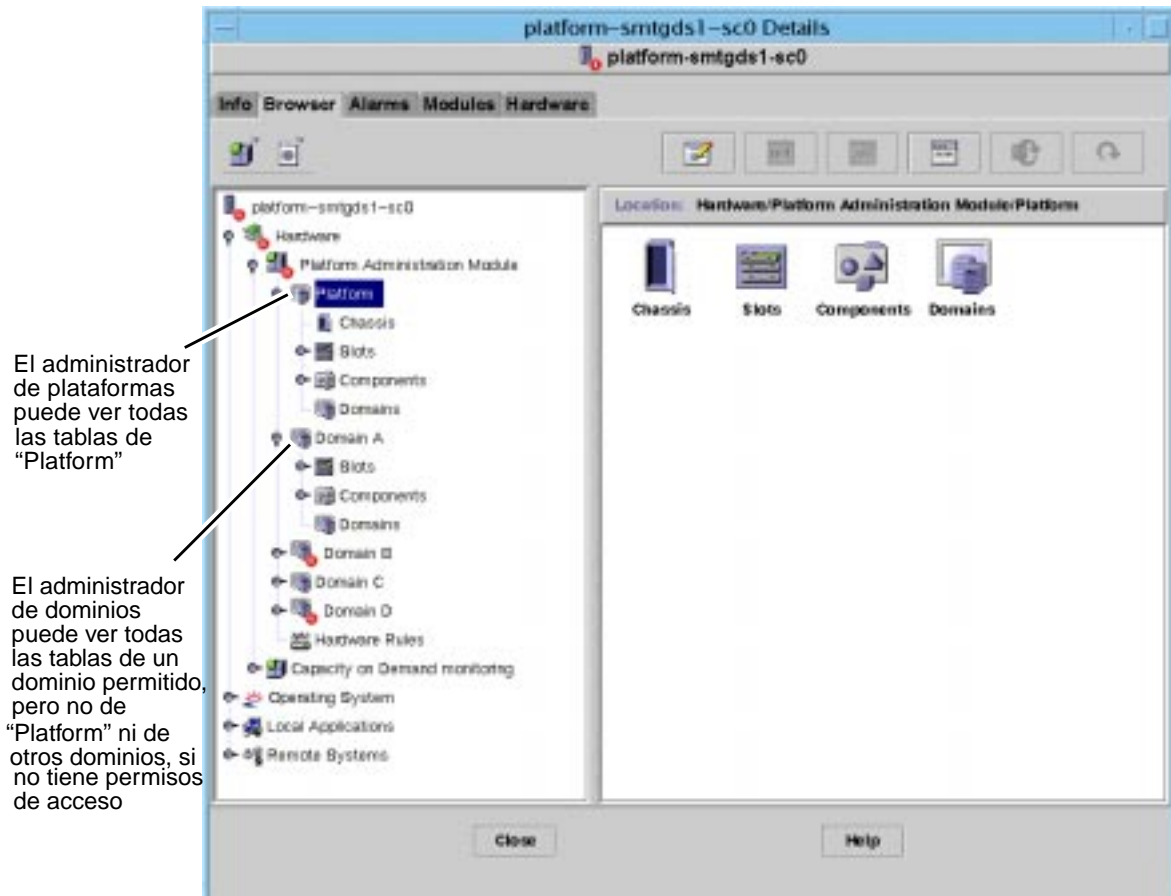 platform-smtgds1-sc0 Details
platform-smtgds1-sc0
Info Browser Alarms Modules Hardware
platform-smtgds1-sc0
Hardware
Platform Administration Module
Platform
Chassis
Slots
Components
Domains
Domain A
Slots
Components
Domains
Domain B
Domain C
Domain D
Hardware Rules
Capacity on Demand monitoring
Operating System
Local Applications
Remote Systems
Location: Hardware/Platform Administration Module/Platform
Chassis Slots Components Domains
El administrador
de plataformas
puede ver todas
las tablas de
“Platform”
El administrador
de dominios
puede ver todas
las tablas de un
dominio permitido,
pero no de
“Platform” ni de
otros dominios, si
no tiene permisos
de acceso
Close Help